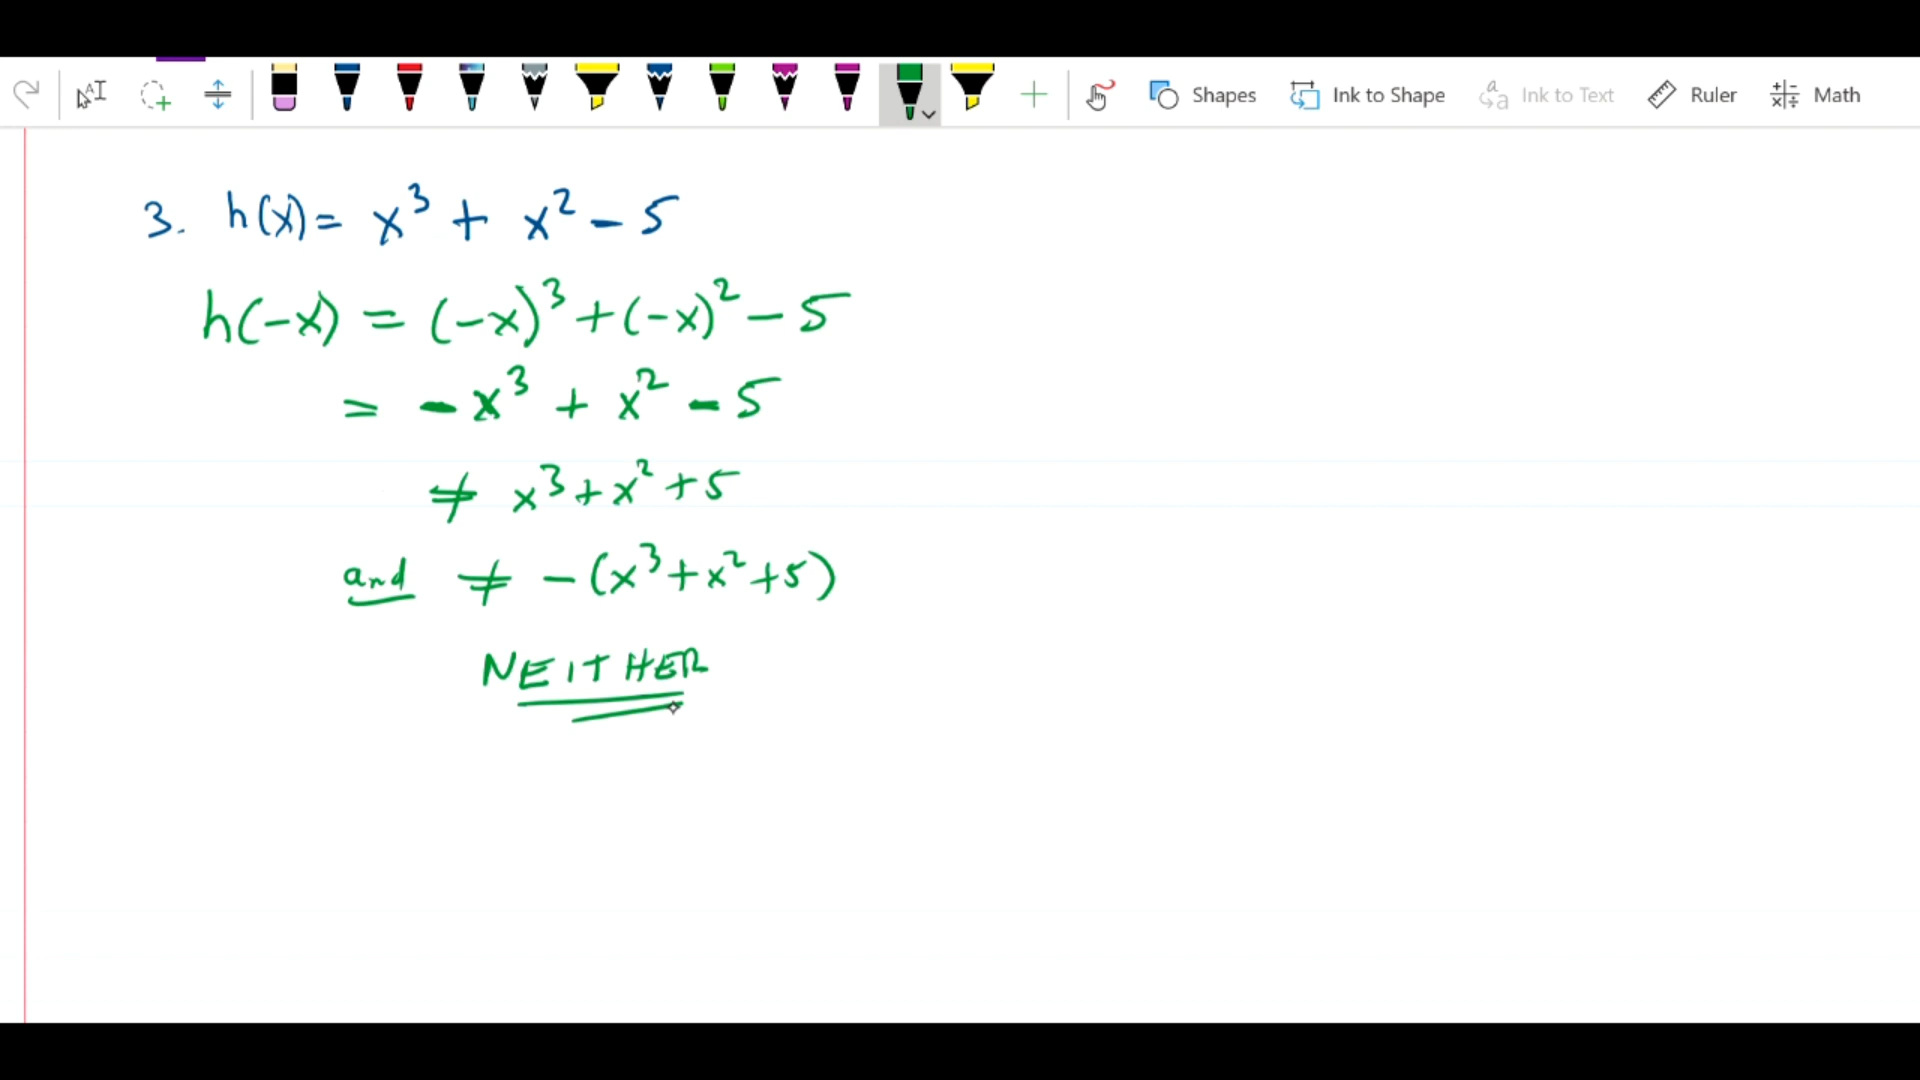 Shapes Ink to Shape Ink to Text Ruler Math
3. h(x) = x³ + x² - 5
h(-x) = (-x)³ + (-x)² - 5
= -x³ + x² - 5
≠ x³ + x² + 5
and ≠ -(x³ + x² + 5)
NEITHER